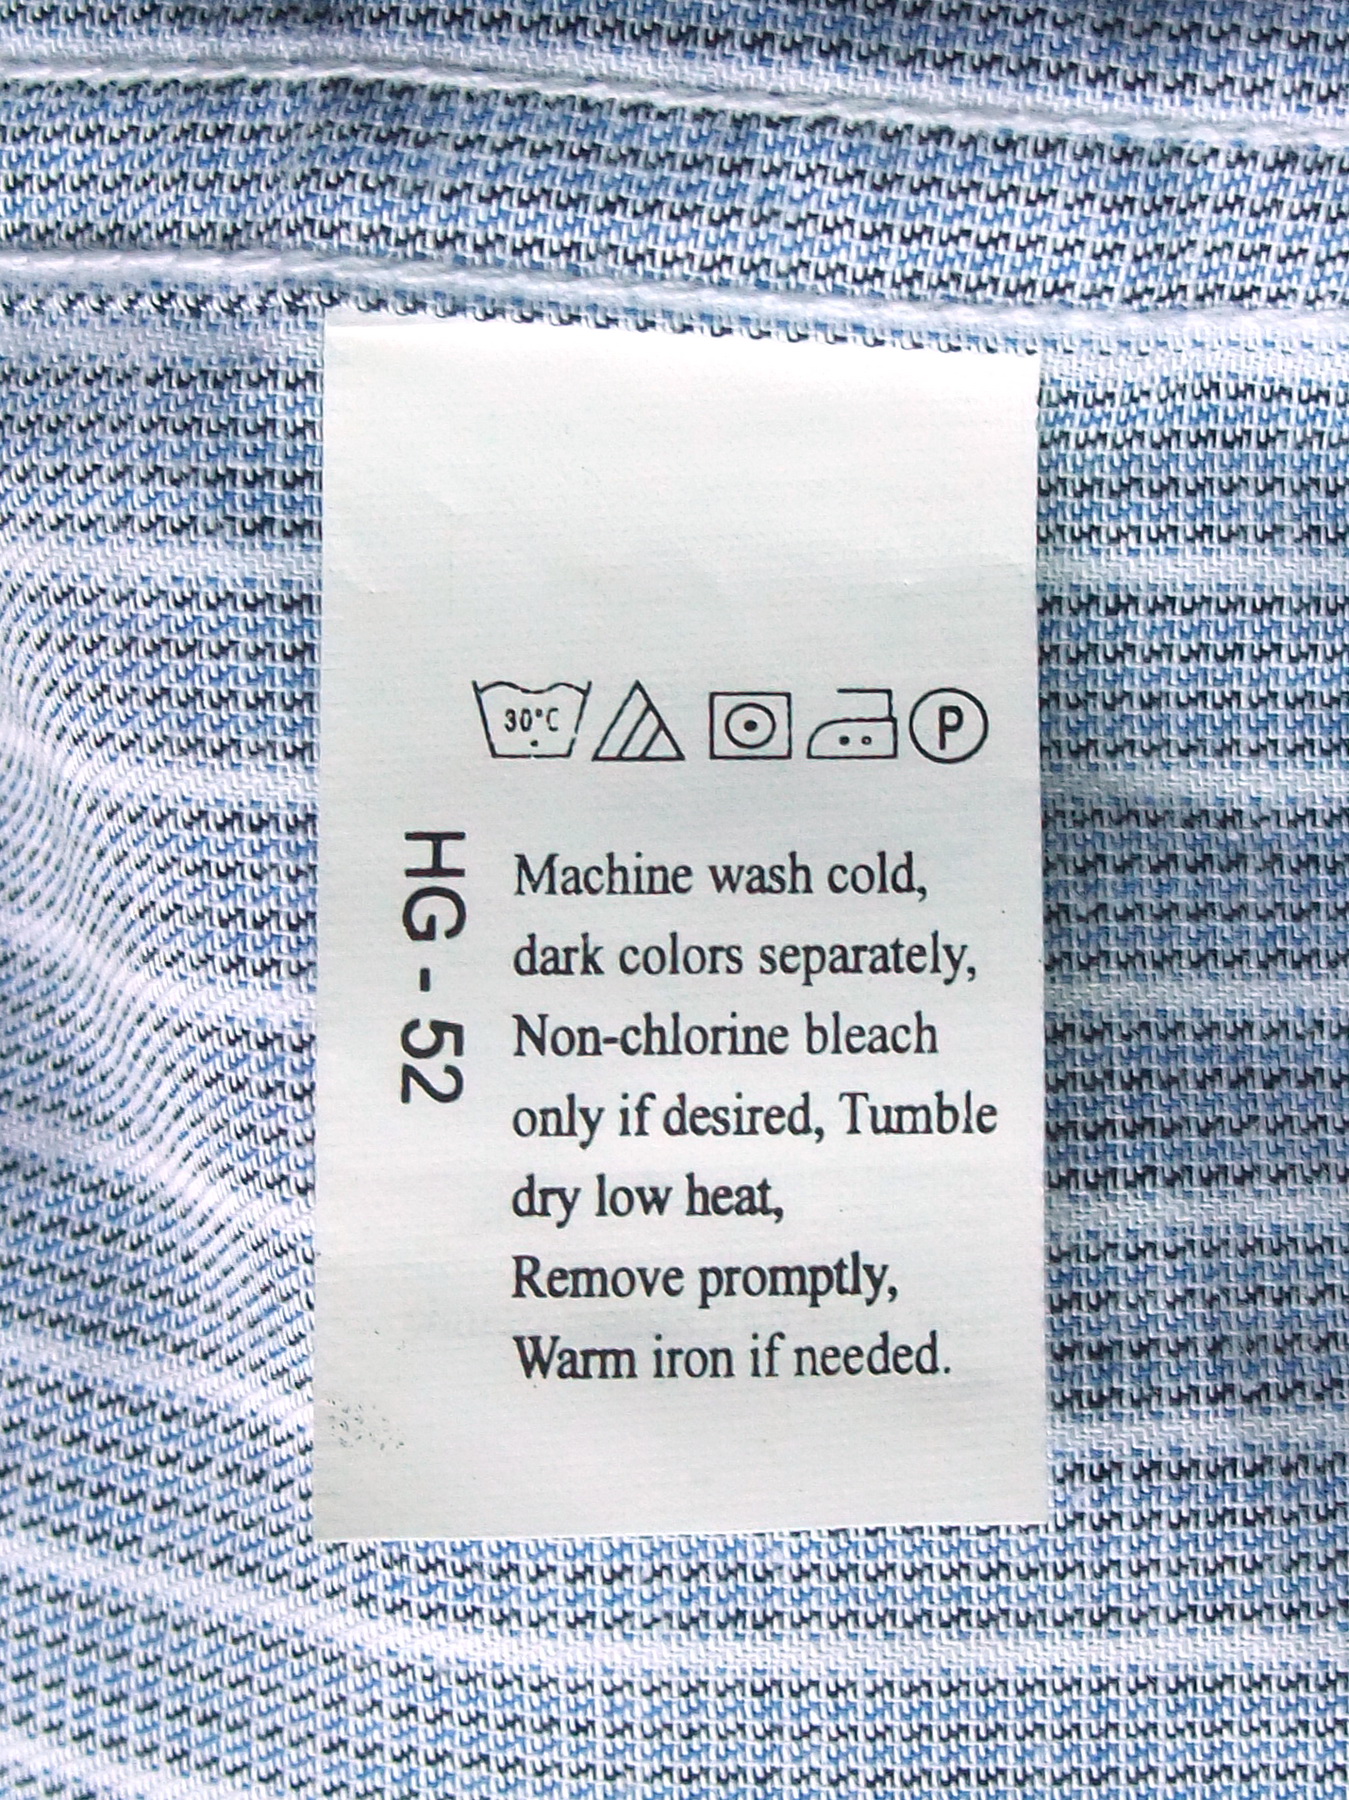 30°C
P
HG - 52
Machine wash cold,
dark colors separately,
Non-chlorine bleach
only if desired, Tumble
dry low heat,
Remove promptly,
Warm iron if needed.